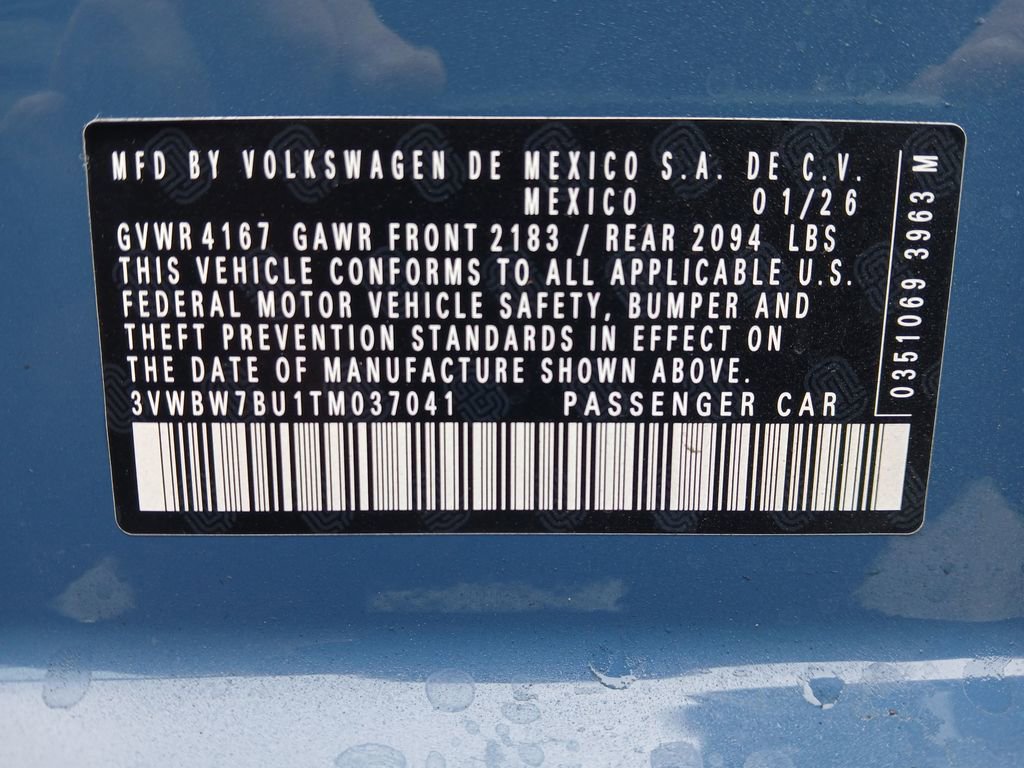 MFD BY VOLKSWAGEN DE MEXICO S.A. DE C.V.
MEXICO 01/26
GVWR 4167 GAWR FRONT 2183 / REAR 2094 LBS
THIS VEHICLE CONFORMS TO ALL APPLICABLE U.S.
FEDERAL MOTOR VEHICLE SAFETY, BUMPER AND
THEFT PREVENTION STANDARDS IN EFFECT ON
THE DATE OF MANUFACTURE SHOWN ABOVE.
3VWBW7BU1TM037041 PASSENGER CAR
0351069 3963 M